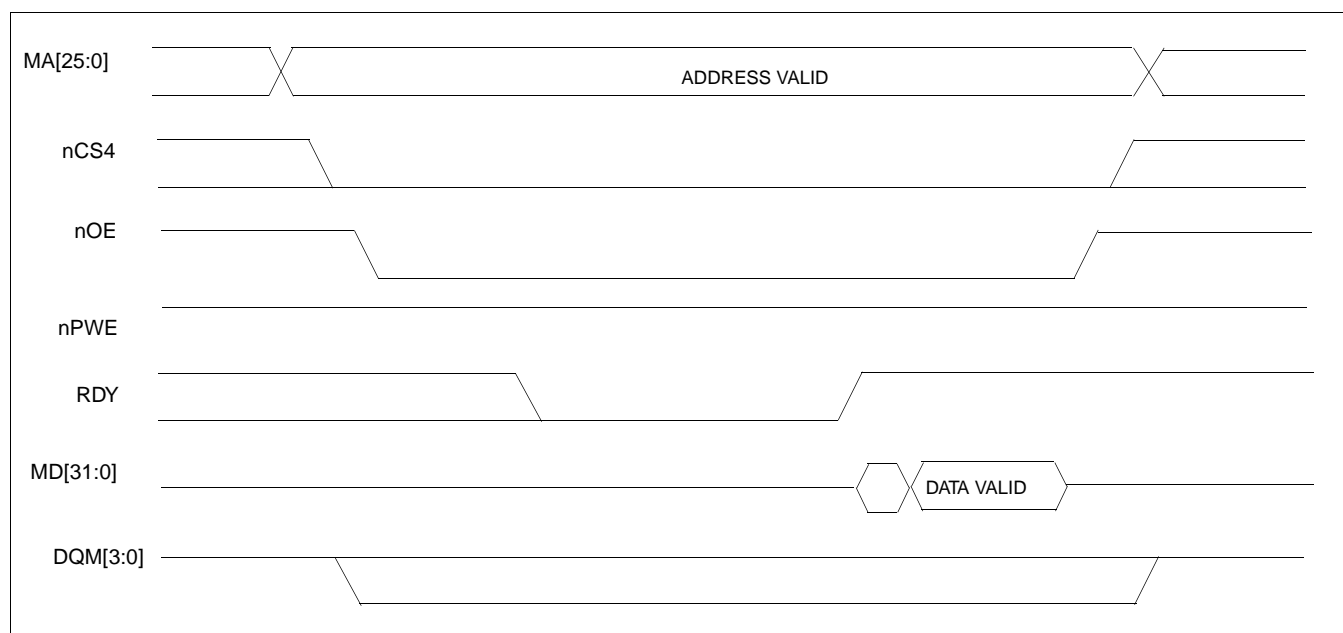 MA[25:0]
ADDRESS VALID
nCS4
nOE
nPWE
RDY
MD[31:0]
DATA VALID
DQM[3:0]